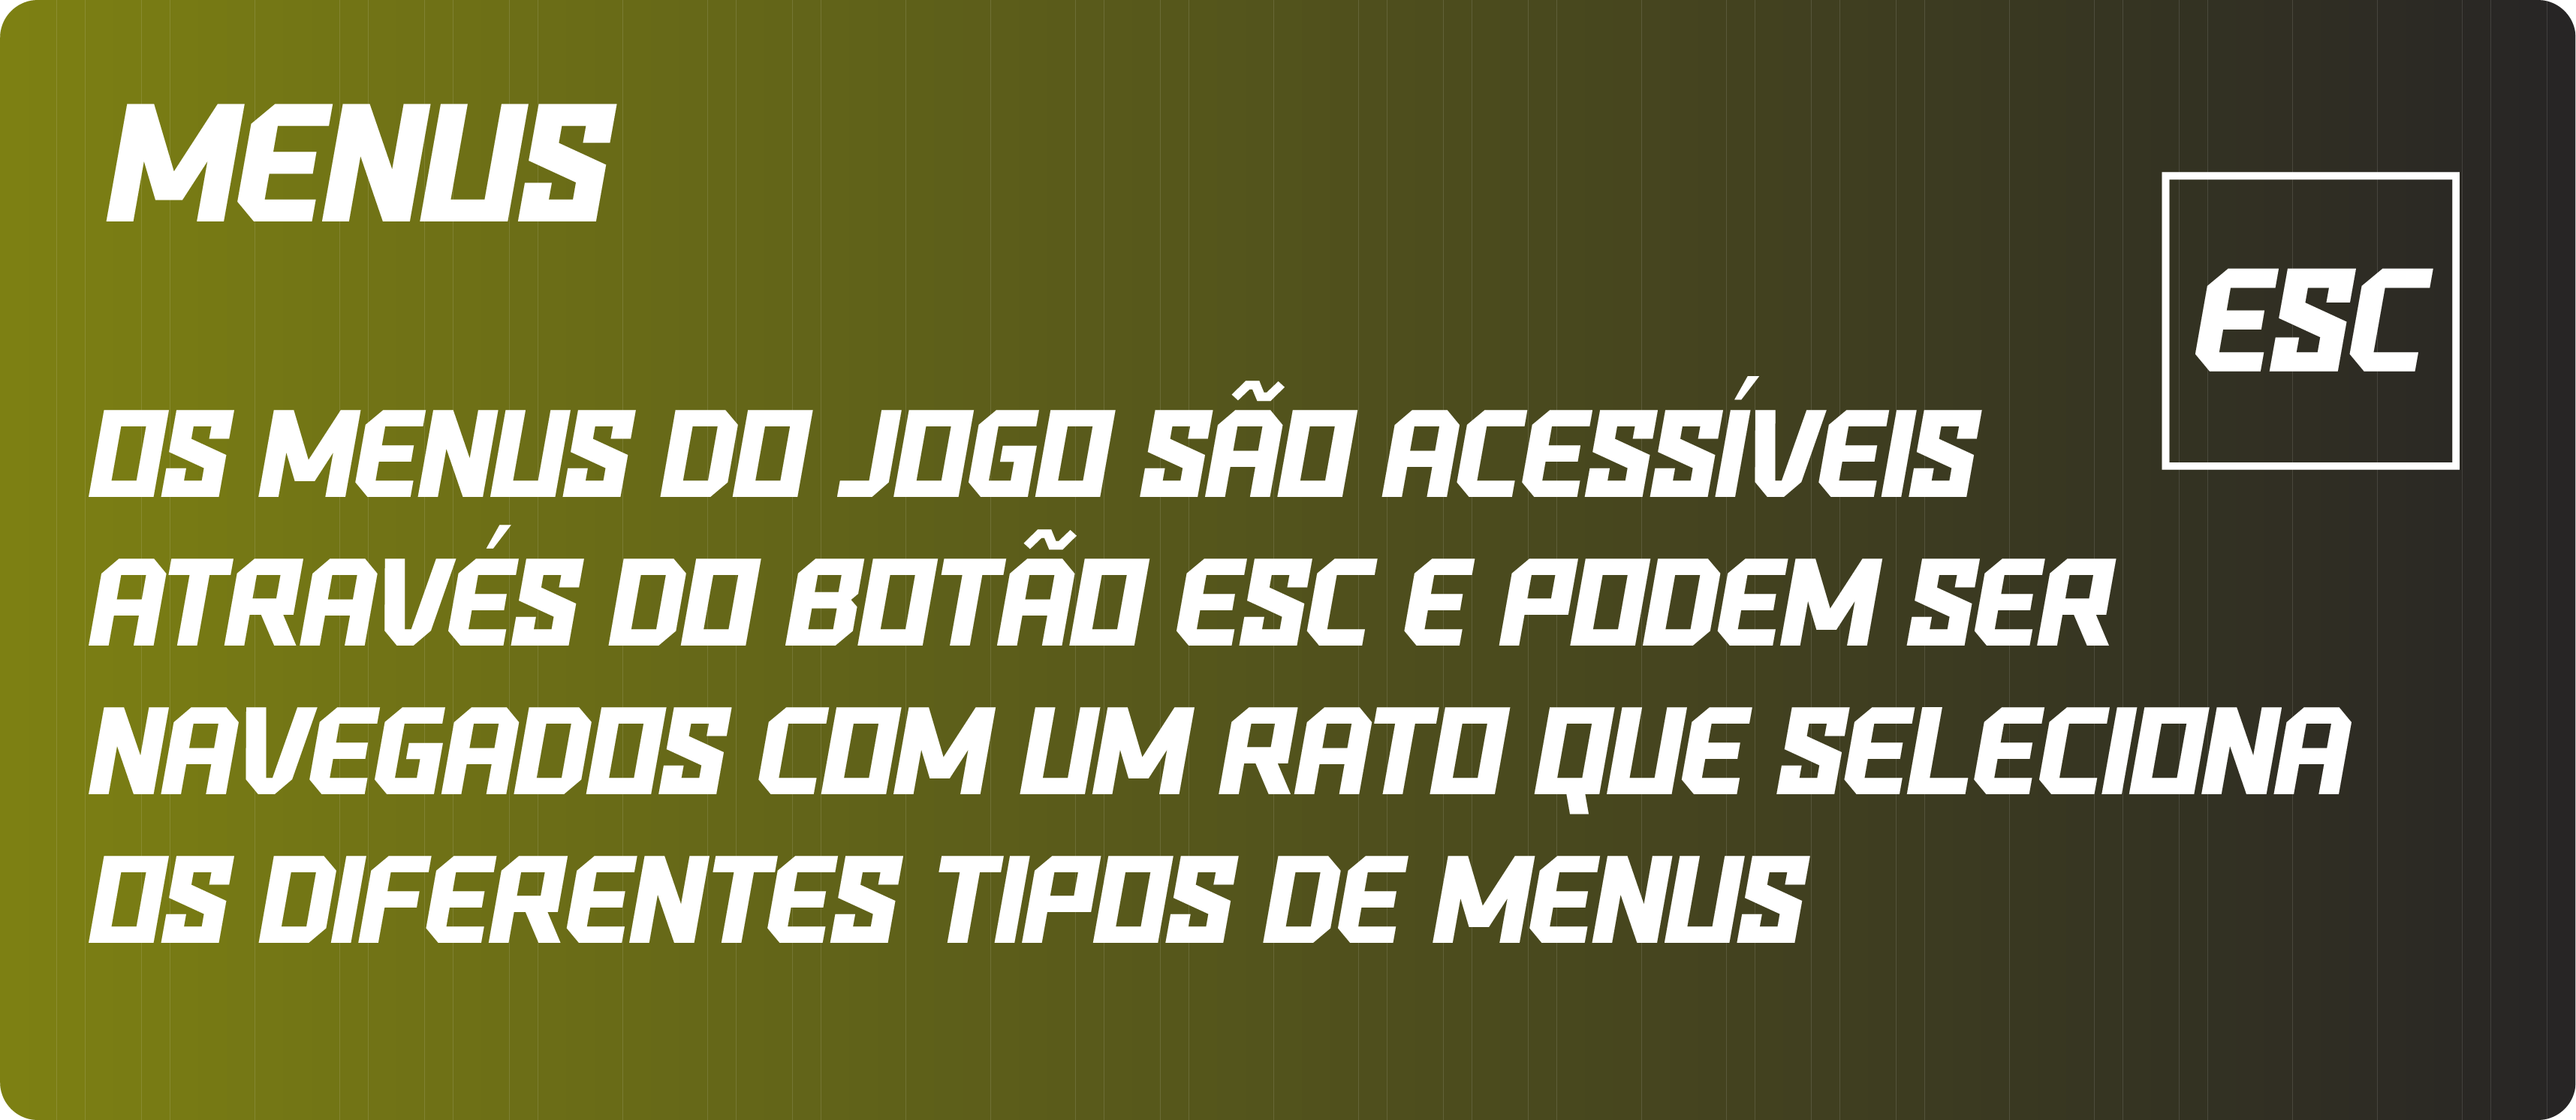 MENUS
ESC
OS MENUS DO JOGO SÃO ACESSÍVEIS
ATRAVÉS DO BOTÃO ESC E PODEM SER
NAVEGADOS COM UM RATO QUE SELECIONA
OS DIFERENTES TIPOS DE MENUS